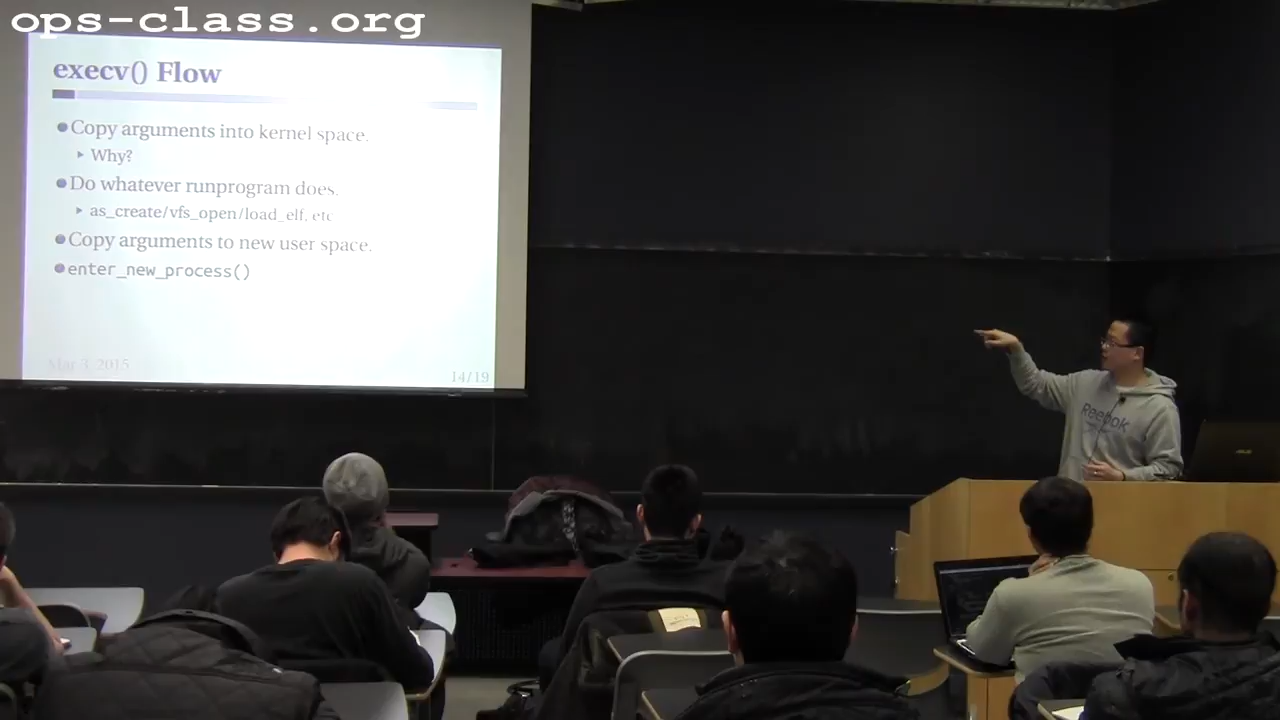 ops-class.org
execv() Flow
Copy arguments into kernel space.
Why?
Do whatever runprogram does.
as_create/vfs_open/load_elf, etc
Copy arguments to new user space.
enter_new_process()
Mar 3, 2015
14/19
Reebok
ASUS